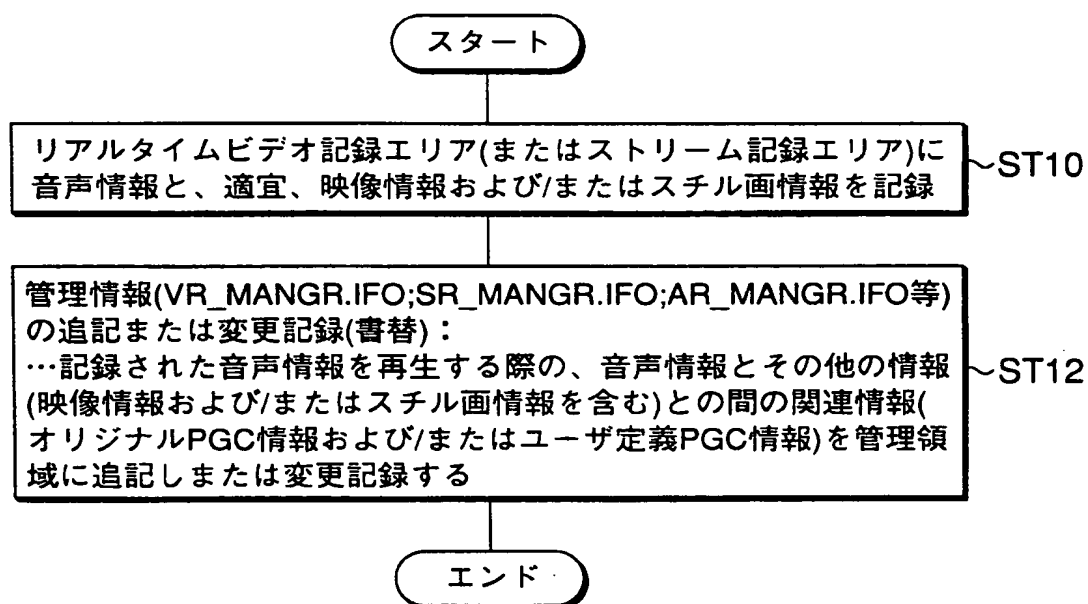 スタート
リアルタイムビデオ記録エリア(またはストリーム記録エリア)に
音声情報と、適宜、映像情報および/またはスチル画情報を記録
~ST10
管理情報(VR_MANGR.IFO;SR_MANGR.IFO;AR_MANGR.IFO等)
の追記または変更記録(書替)：
…記録された音声情報を再生する際の、音声情報とその他の情報
(映像情報および/またはスチル画情報を含む)との間の関連情報(
オリジナルPGC情報および/またはユーザ定義PGC情報)を管理領
域に追記しまたは変更記録する
~ST12
エンド